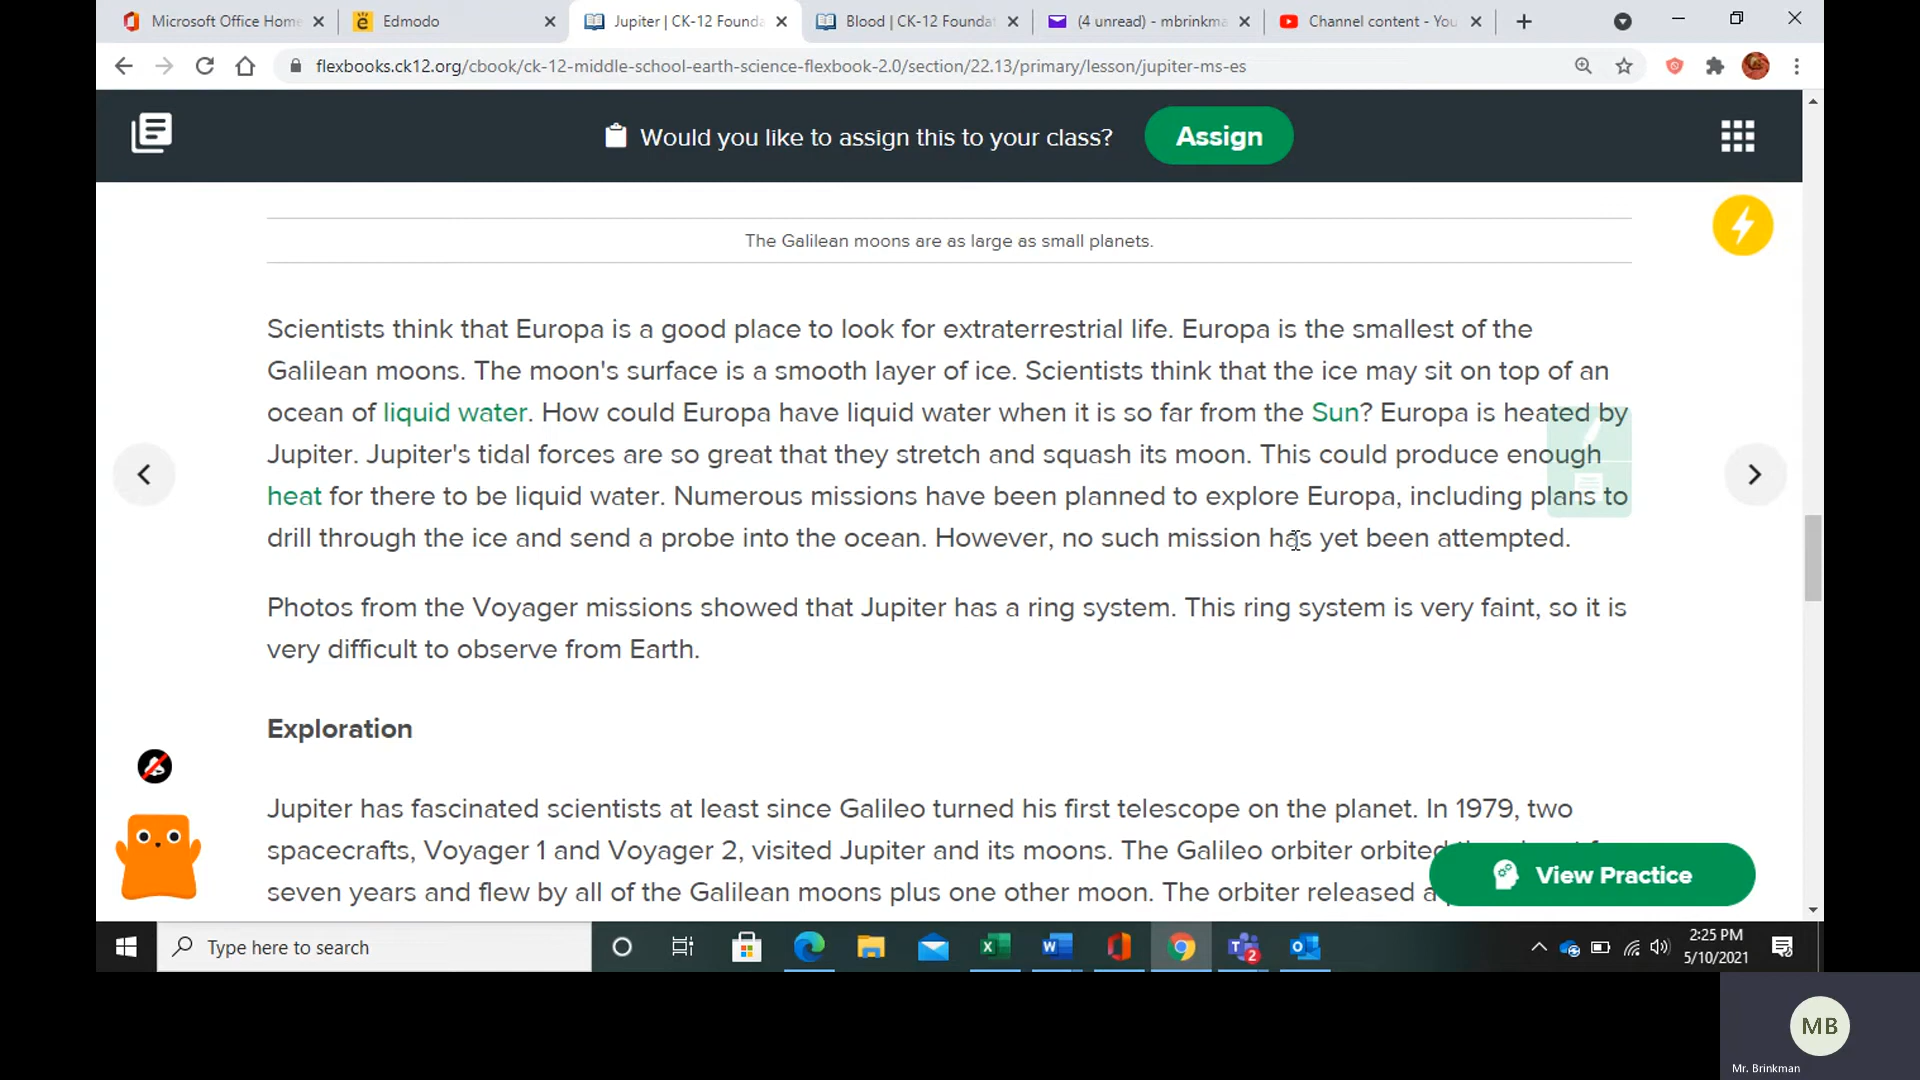 Microsoft Office Home
Edmodo
Jupiter | CK-12 Founda
Blood | CK-12 Foundat
(4 unread) - mbrinkma
Channel content - You
flexbooks.ck12.org/cbook/ck-12-middle-school-earth-science-flexbook-2.0/section/22.13/primary/lesson/jupiter-ms-es
Would you like to assign this to your class?
Assign
The Galilean moons are as large as small planets.
Scientists think that Europa is a good place to look for extraterrestrial life. Europa is the smallest of the
Galilean moons. The moon's surface is a smooth layer of ice. Scientists think that the ice may sit on top of an
ocean of liquid water. How could Europa have liquid water when it is so far from the Sun? Europa is heated by
Jupiter. Jupiter's tidal forces are so great that they stretch and squash its moon. This could produce enough
heat for there to be liquid water. Numerous missions have been planned to explore Europa, including plans to
drill through the ice and send a probe into the ocean. However, no such mission has yet been attempted.
Photos from the Voyager missions showed that Jupiter has a ring system. This ring system is very faint, so it is
very difficult to observe from Earth.
Exploration
Jupiter has fascinated scientists at least since Galileo turned his first telescope on the planet. In 1979, two
spacecrafts, Voyager 1 and Voyager 2, visited Jupiter and its moons. The Galileo orbiter orbited
seven years and flew by all of the Galilean moons plus one other moon. The orbiter released a
View Practice
Type here to search
2
2:25 PM
5/10/2021
MB
Mr. Brinkman